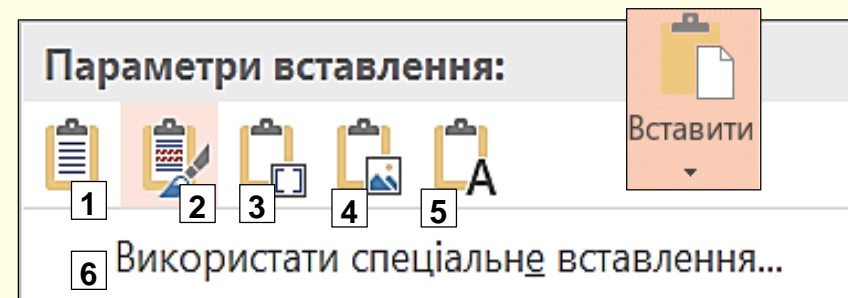 Параметри вставлення:
Вставити
1
2
3
4
A
5
6 Використати спеціальне вставлення...